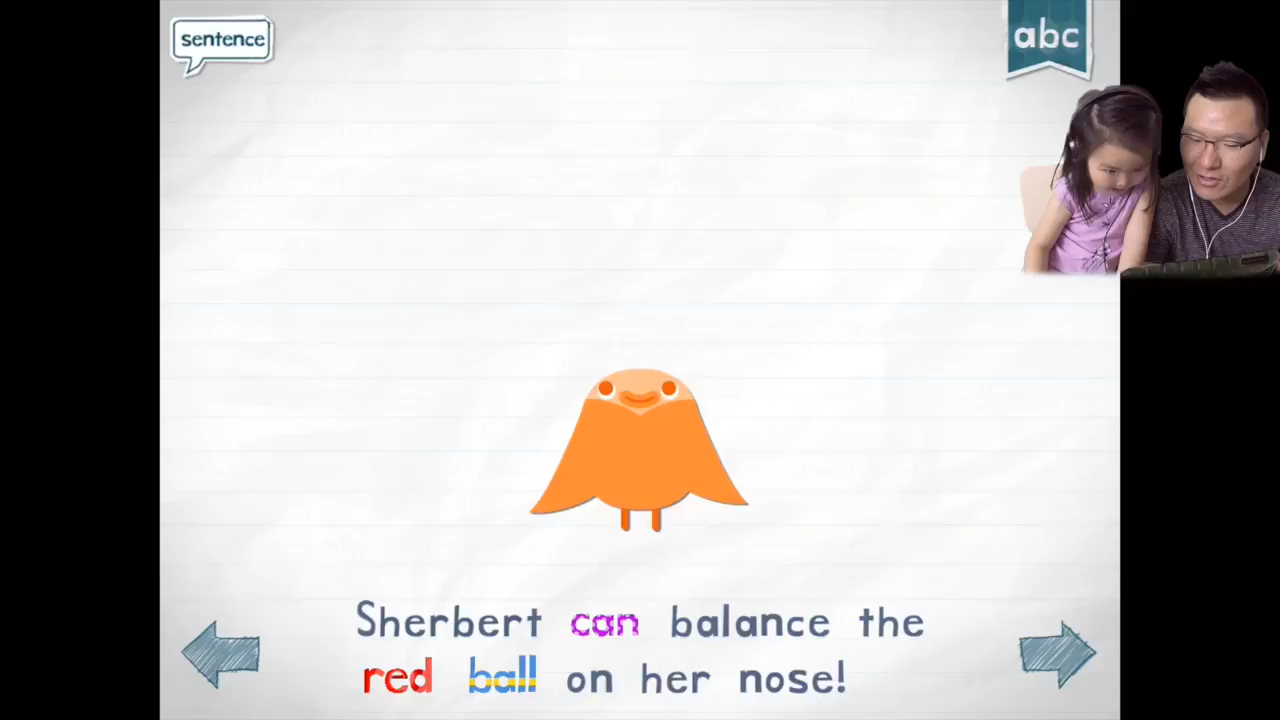 sentence
abc
Sherbert can balance the
red ball on her nose!